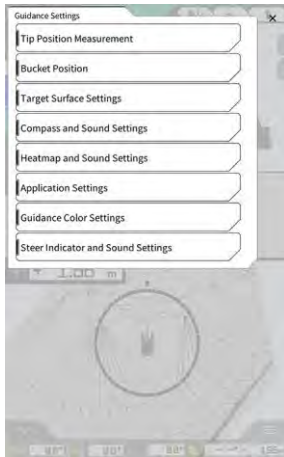 Guidance Settings
×
Tip Position Measurement
Bucket Position
Target Surface Settings
Compass and Sound Settings
Heatmap and Sound Settings
Application Settings
Guidance Color Settings
Steer Indicator and Sound Settings
1.00 m